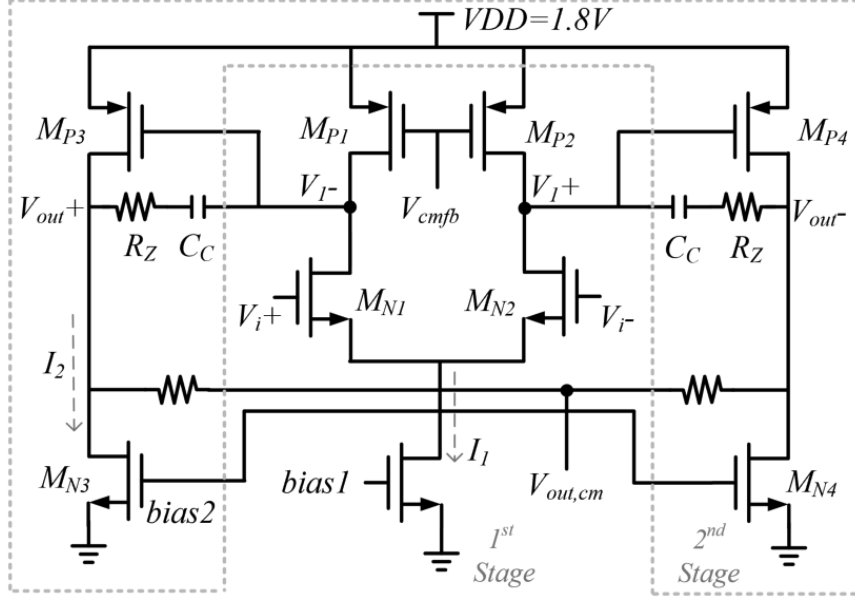 VDD=1.8V
MP3
MP1
MP2
MP4
V1-
V1+
Vout+
Vcmfb
Vout-
RZ
CC
CC
RZ
MN1
MN2
Vi+
Vi-
I2
I1
MN3
bias1
Vout,cm
MN4
bias2
1st
Stage
2nd
Stage